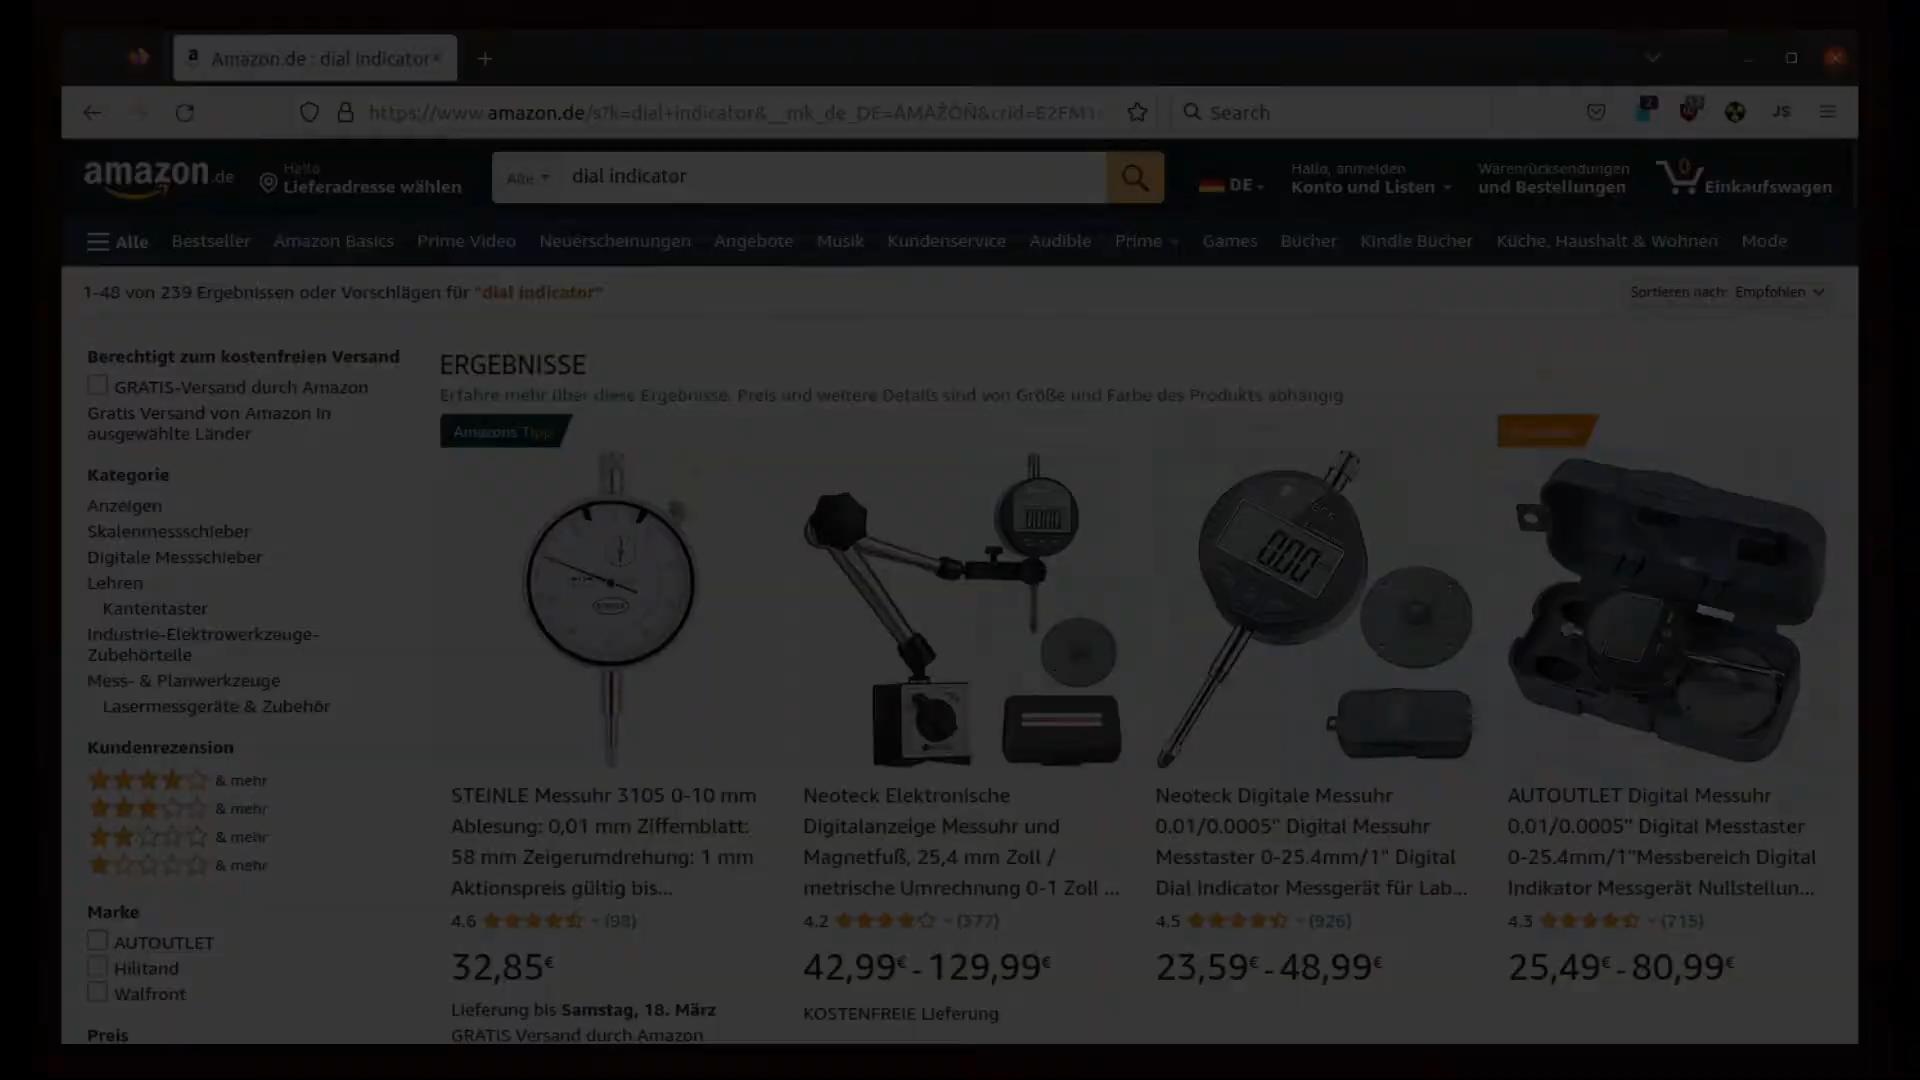 Amazon.de : dial indicator
https://www.amazon.de/s?k=dial+indicator&__mk_de_DE=ÅMÅŽÕÑ&crid=E2FM1
Search
2
JS
amazon.de
Hallo
Lieferadresse wählen
Alle
dial indicator
DE
Hallo, anmelden
Konto und Listen
Warenrücksendungen
und Bestellungen
0
Einkaufswagen
Alle
Bestseller
Amazon Basics
Prime Video
Neuerscheinungen
Angebote
Musik
Kundenservice
Audible
Prime
Games
Bücher
Kindle Bücher
Küche, Haushalt & Wohnen
Mode
1-48 von 239 Ergebnissen oder Vorschlägen für "dial indicator"
Sortieren nach: Empfohlen
Berechtigt zum kostenfreien Versand
GRATIS-Versand durch Amazon
Gratis Versand von Amazon in
ausgewählte Länder
Kategorie
Anzeigen
Skalenmessschieber
Digitale Messschieber
Lehren
Kantentaster
Industrie-Elektrowerkzeuge-
Zubehörteile
Mess- & Planwerkzeuge
Lasermessgeräte & Zubehör
Kundenrezension
& mehr
& mehr
& mehr
& mehr
Marke
AUTOUTLET
Hilitand
Walfront
Preis
ERGEBNISSE
Erfahre mehr über diese Ergebnisse. Preis und weitere Details sind von Größe und Farbe des Produkts abhängig
Amazons Tipp
STEINLE Messuhr 3105 0-10 mm
Ablesung: 0,01 mm Ziffernblatt:
58 mm Zeigerumdrehung: 1 mm
Aktionspreis gültig bis...
4.6
(98)
32,85€
Lieferung bis Samstag, 18. März
GRATIS Versand durch Amazon
Neoteck Elektronische
Digitalanzeige Messuhr und
Magnetfuß, 25,4 mm Zoll /
metrische Umrechnung 0-1 Zoll ...
4.2
(377)
42,99€ - 129,99€
KOSTENFREIE Lieferung
0.00
Neoteck Digitale Messuhr
0.01/0.0005" Digital Messuhr
Messtaster 0-25.4mm/1" Digital
Dial Indicator Messgerät für Lab...
4.5
(926)
23,59€ - 48,99€
AUTOUTLET Digital Messuhr
0.01/0.0005" Digital Messtaster
0-25.4mm/1"Messbereich Digital
Indikator Messgerät Nullstellun...
4.3
(715)
25,49€ - 80,99€